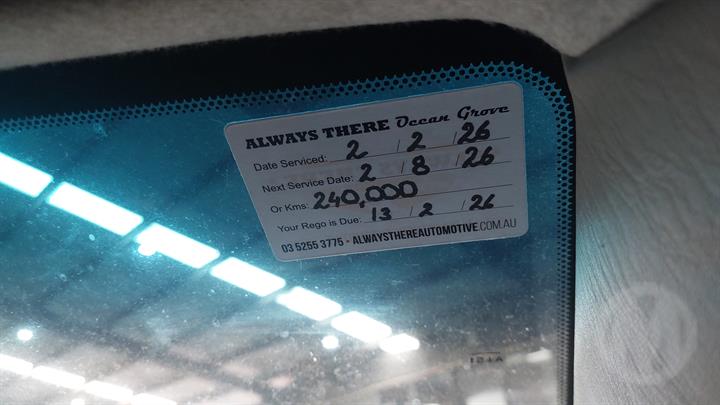 ALWAYS THERE Ocean Grove
Date Serviced: 2 / 2 / 26
Next Service Date: 2 / 8 / 26
Or Kms: 240,000
Your Rego is Due: 13 / 2 / 26
03 5255 3775 • ALWAYSTHEREAUTOMOTIVE.COM.AU